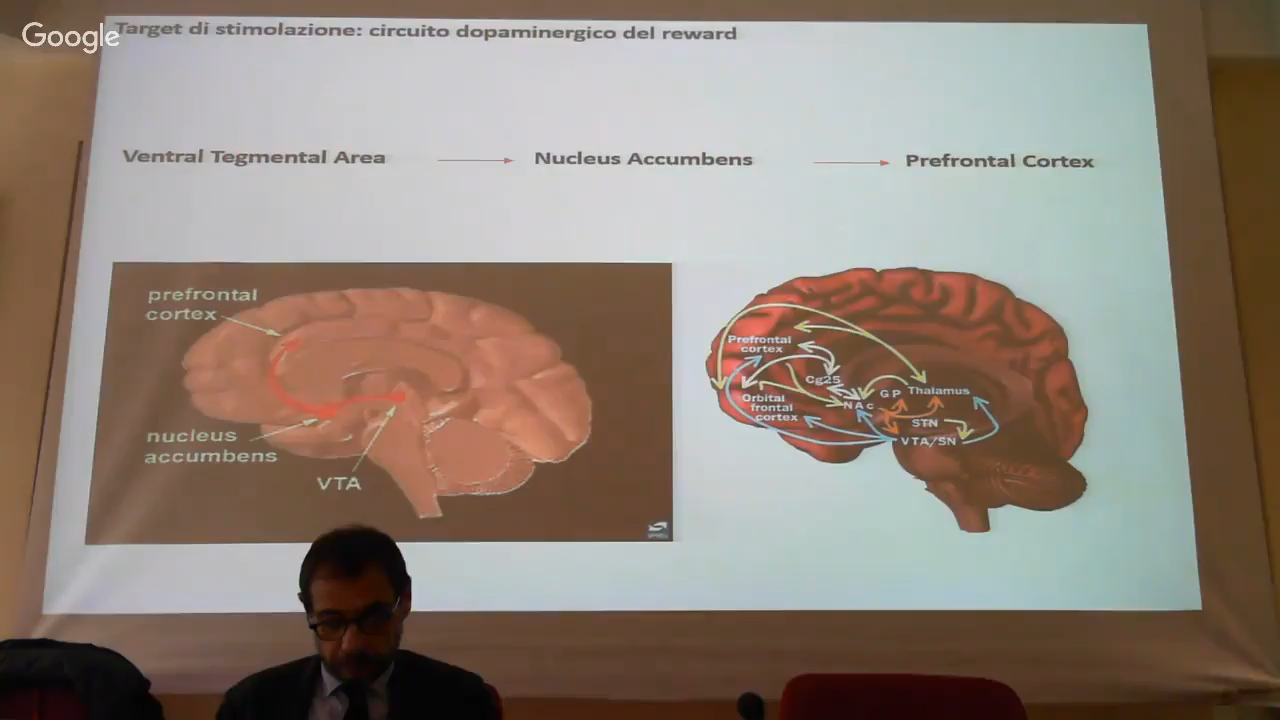 Google
Target di stimolazione: circuito dopaminergico del reward
Ventral Tegmental Area
Nucleus Accumbens
Prefrontal Cortex
prefrontal
cortex
nucleus
accumbens
VTA
Prefrontal
cortex
Cg25
Orbital
frontal
cortex
NAc
GP
Thalamus
STN
VTA/SN